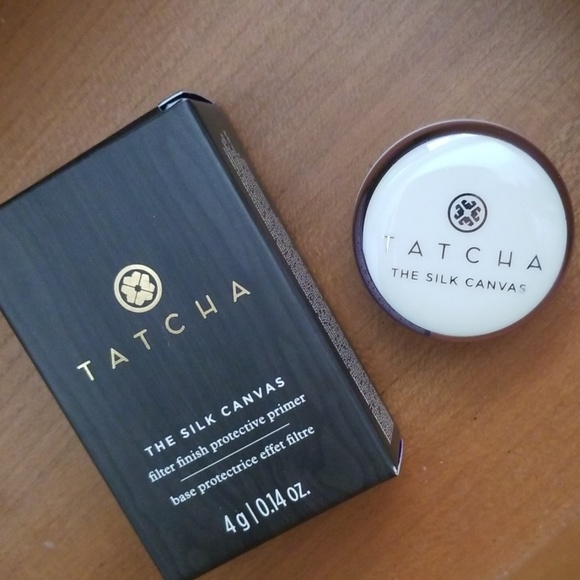 TATCHA
THE SILK CANVAS
filter finish protective primer
base protectrice effet filtre
4 g | 0.14 oz.
TATCHA
THE SILK CANVAS